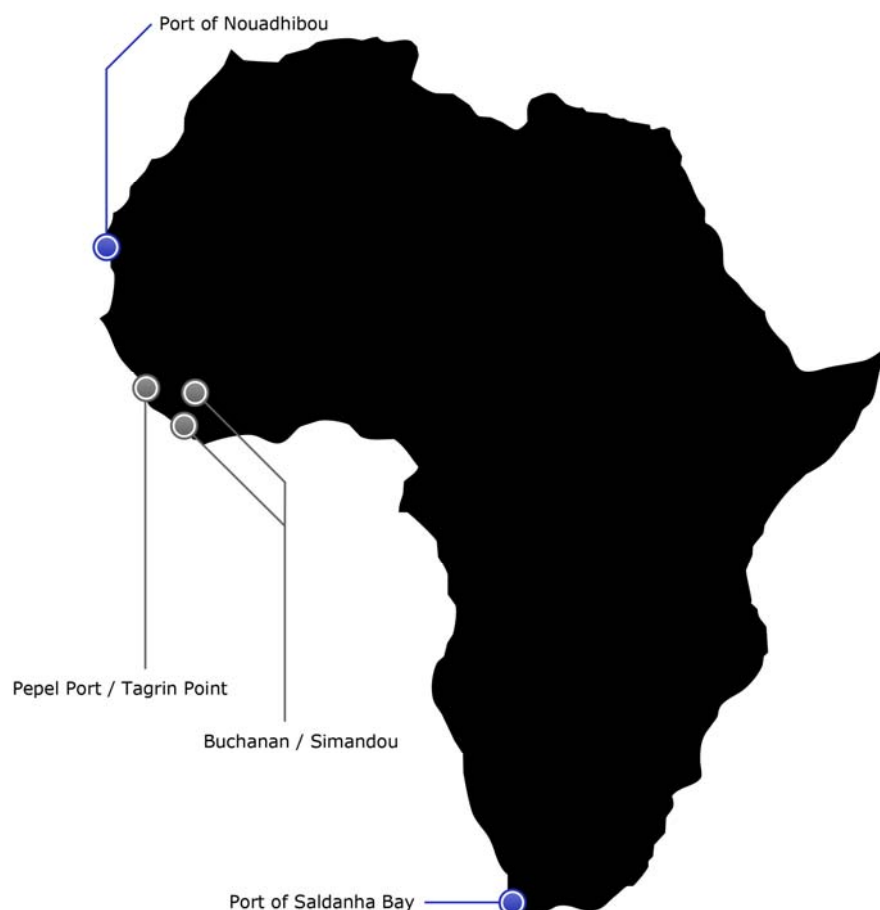 Port of Nouadhibou
Pepel Port / Tagrin Point
Buchanan / Simandou
Port of Saldanha Bay